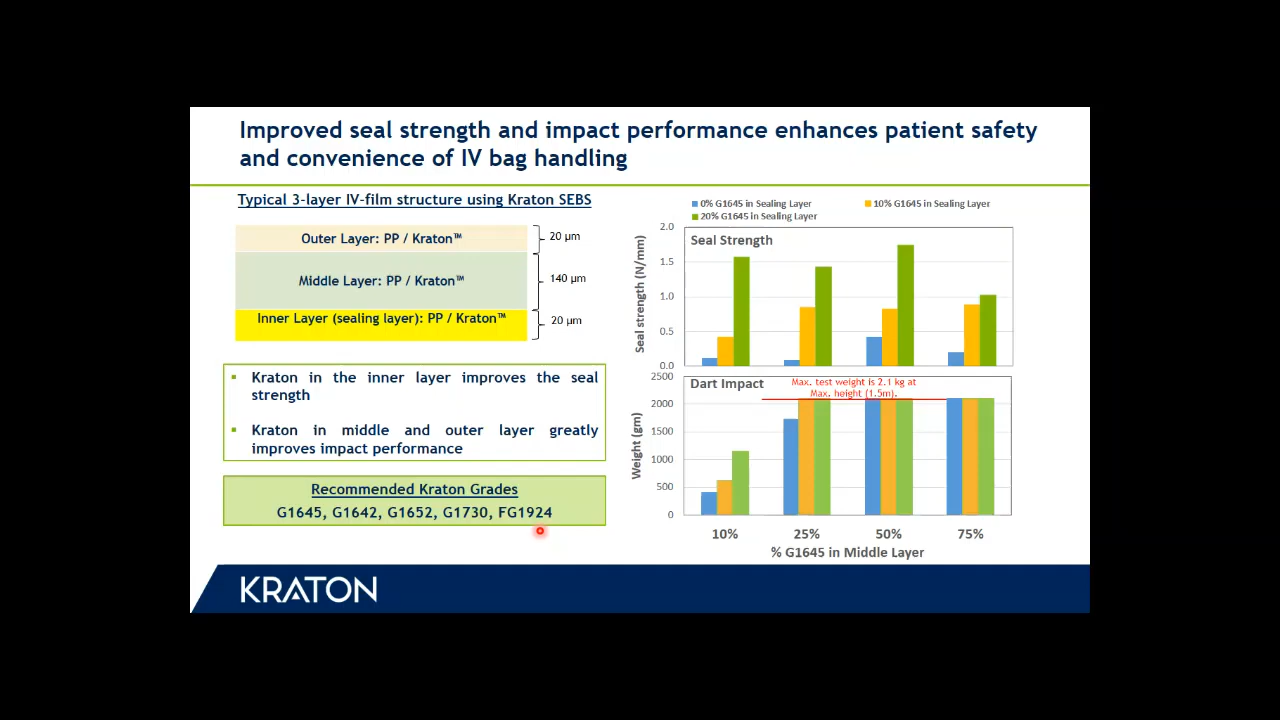 Improved seal strength and impact performance enhances patient safety
and convenience of IV bag handling
Typical 3-layer IV-film structure using Kraton SEBS
Outer Layer: PP / Kraton™
20 µm
Middle Layer: PP / Kraton™
140 µm
Inner Layer (sealing layer): PP / Kraton™
20 µm
▪ Kraton in the inner layer improves the seal
strength
▪ Kraton in middle and outer layer greatly
improves impact performance
Recommended Kraton Grades
G1645, G1642, G1652, G1730, FG1924
0% G1645 in Sealing Layer
10% G1645 in Sealing Layer
20% G1645 in Sealing Layer
Seal Strength
Seal strength (N/mm)
2.0
1.5
1.0
0.5
0.0
Dart Impact
Max. test weight is 2.1 kg at
Max. height (1.5m).
Weight (gm)
2500
2000
1500
1000
500
0
10% 25% 50% 75%
% G1645 in Middle Layer
KRATON